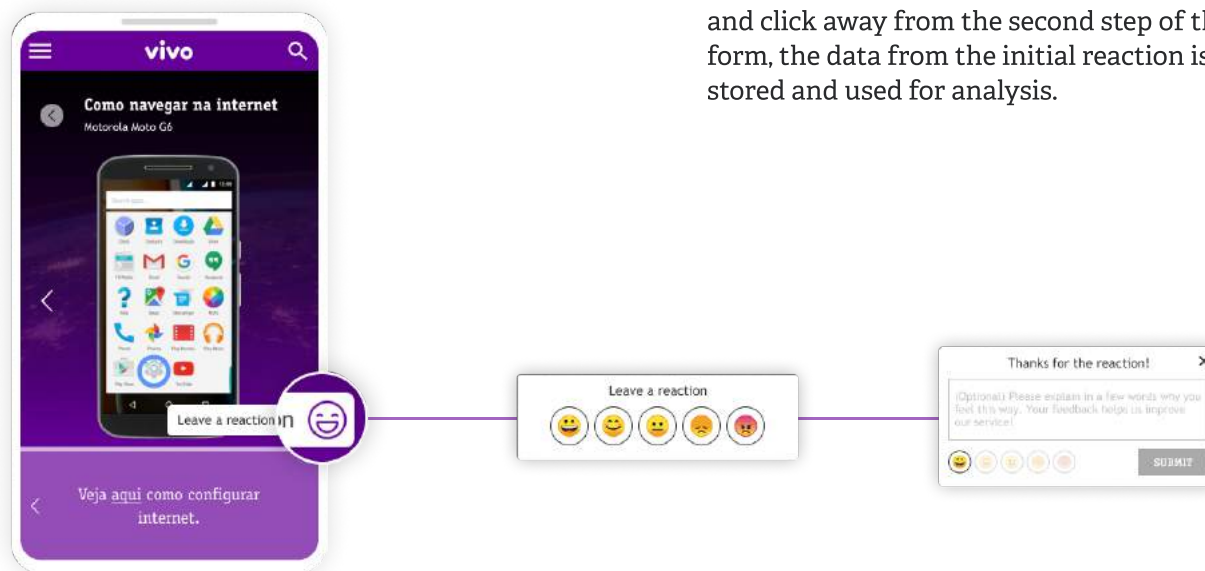 and click away from the second step of th
form, the data from the initial reaction is
stored and used for analysis.
vivo
Como navegar na internet
Motorola Moto G6
Leave a reaction
Veja aqui como configurar
internet.
Leave a reaction
Thanks for the reaction!
(Optional) Please explain in a few words why you
feel this way. Your feedback helps us improve
our service!
SUBMIT